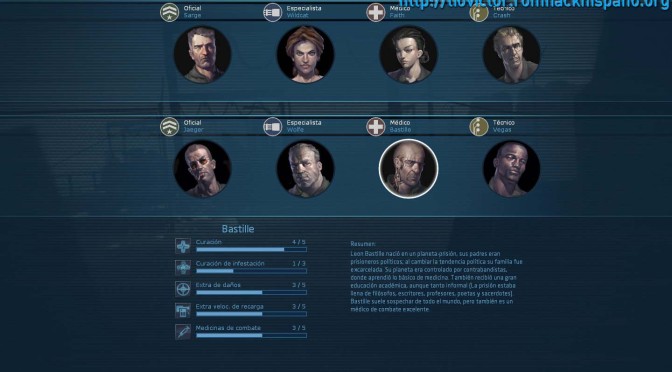 http://darkvictor.romhackhispano.org
Oficial
Sarge
Especialista
Wildcat
Médico
Faith
Técnico
Crash
Oficial
Jaeger
Especialista
Wolfe
Médico
Bastille
Técnico
Vegas
Bastille
Curación 4 / 5
Curación de infestación 1 / 3
Extra de daños 3 / 5
Extra veloc. de recarga 3 / 5
Medicinas de combate 3 / 5
Resumen:
Leon Bastille nació en un planeta-prisión, sus padres eran
prisioneros políticos, al cambiar la tendencia política su familia fue
excarcelada. Su planeta era controlado por contrabandistas,
donde aprendió lo básico de medicina. También recibió una gran
educación académica, aunque tanto informal (La prisión estaba
llena de filósofos, escritores, profesores, poetas y sacerdotes).
Bastille suele sospechar de todo el mundo, pero también es un
médico de combate excelente.